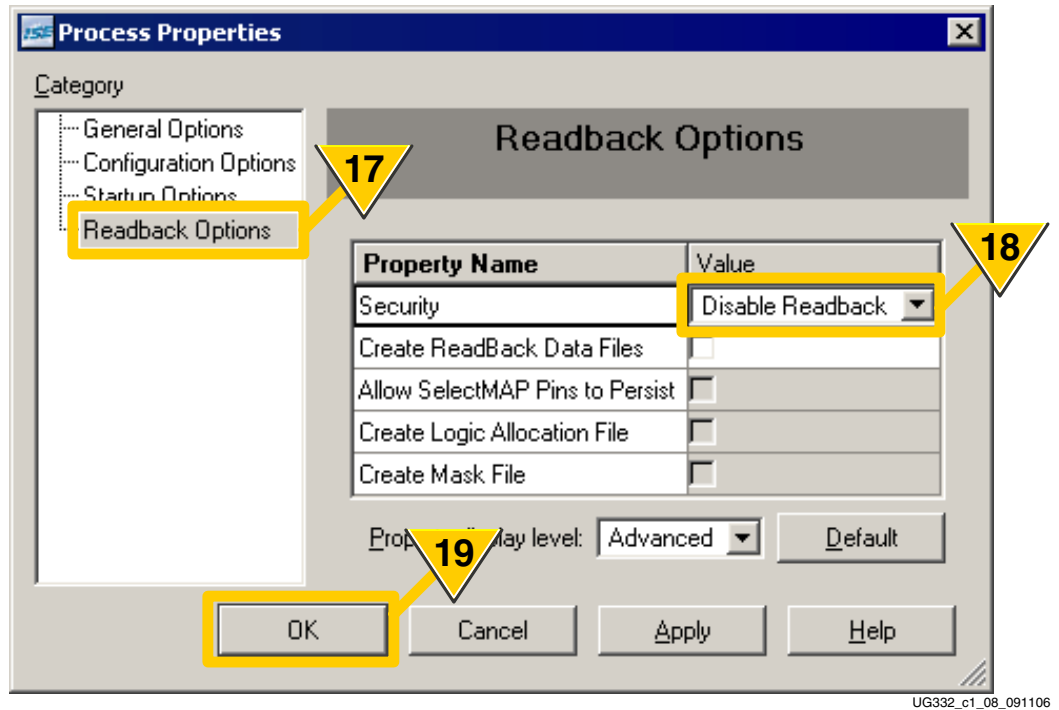 ISE Process Properties
Category
General Options
Configuration Options
Startup Options
Readback Options
17
Readback Options
18
Property Name Value
Security Disable Readback
Create ReadBack Data Files
Allow SelectMAP Pins to Persist
Create Logic Allocation File
Create Mask File
lay level: Advanced Default
19
OK Cancel Apply Help
UG332_c1_08_091106